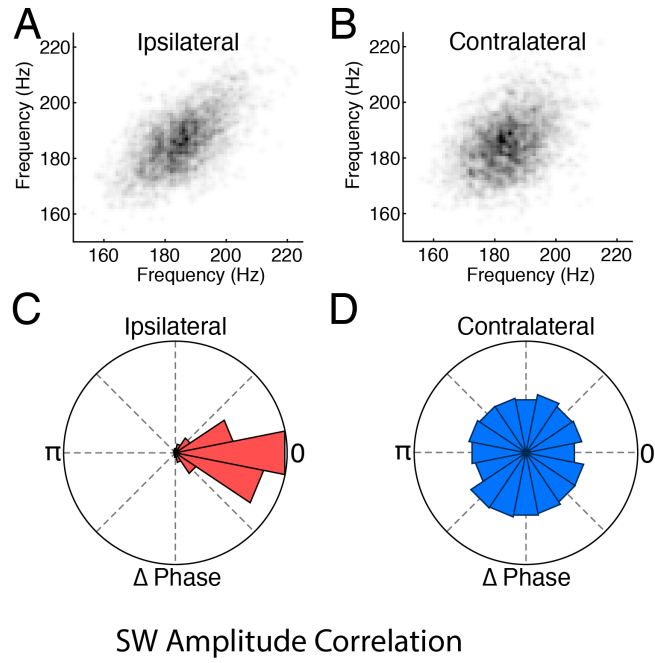 A
B
Ipsilateral
Contralateral
Frequency (Hz)
220
200
180
160
160
180
200
220
Frequency (Hz)
Frequency (Hz)
220
200
180
160
160
180
200
220
Frequency (Hz)
C
D
Ipsilateral
π
0
Δ Phase
Contralateral
π
0
Δ Phase
SW Amplitude Correlation